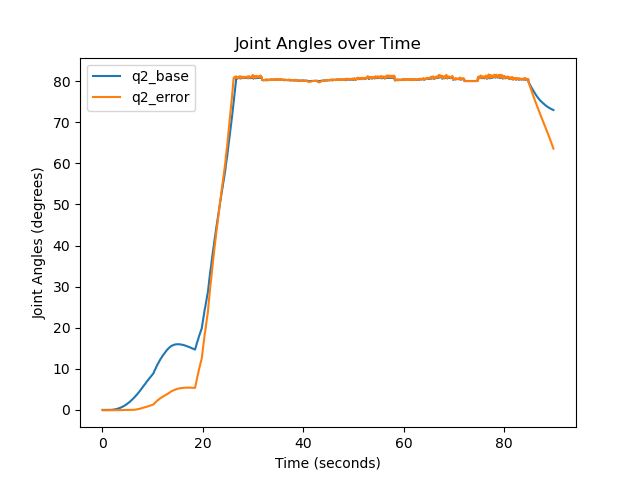 Joint Angles over Time
q2_base
q2_error
Joint Angles (degrees)
80
70
60
50
40
30
20
10
0
0 20 40 60 80
Time (seconds)